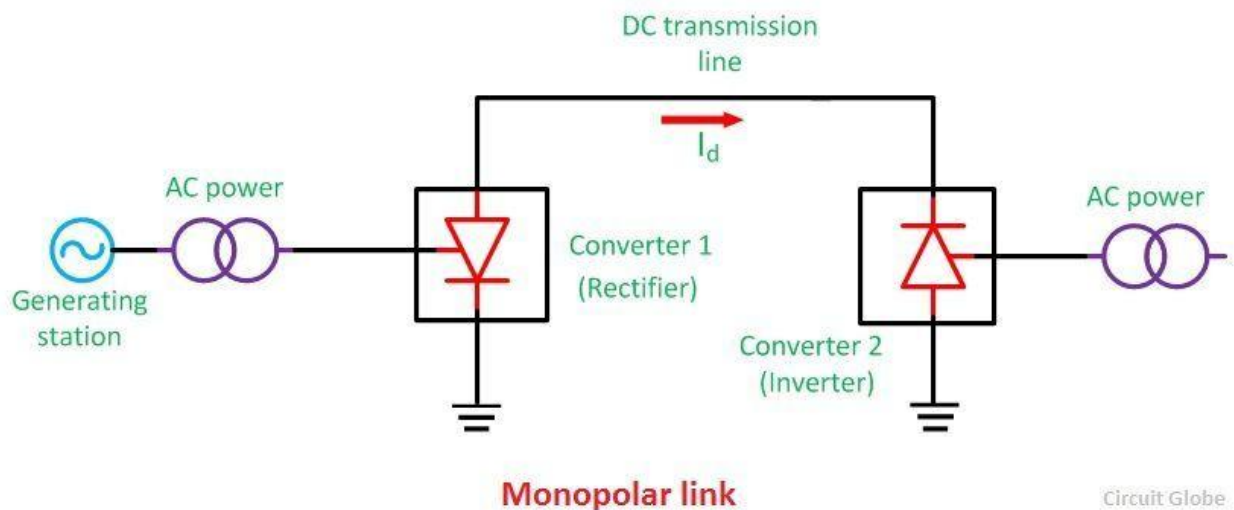 DC transmission
line
I_d
AC power
AC power
Converter 1
(Rectifier)
Generating
station
Converter 2
(Inverter)
Monopolar link
Circuit Globe